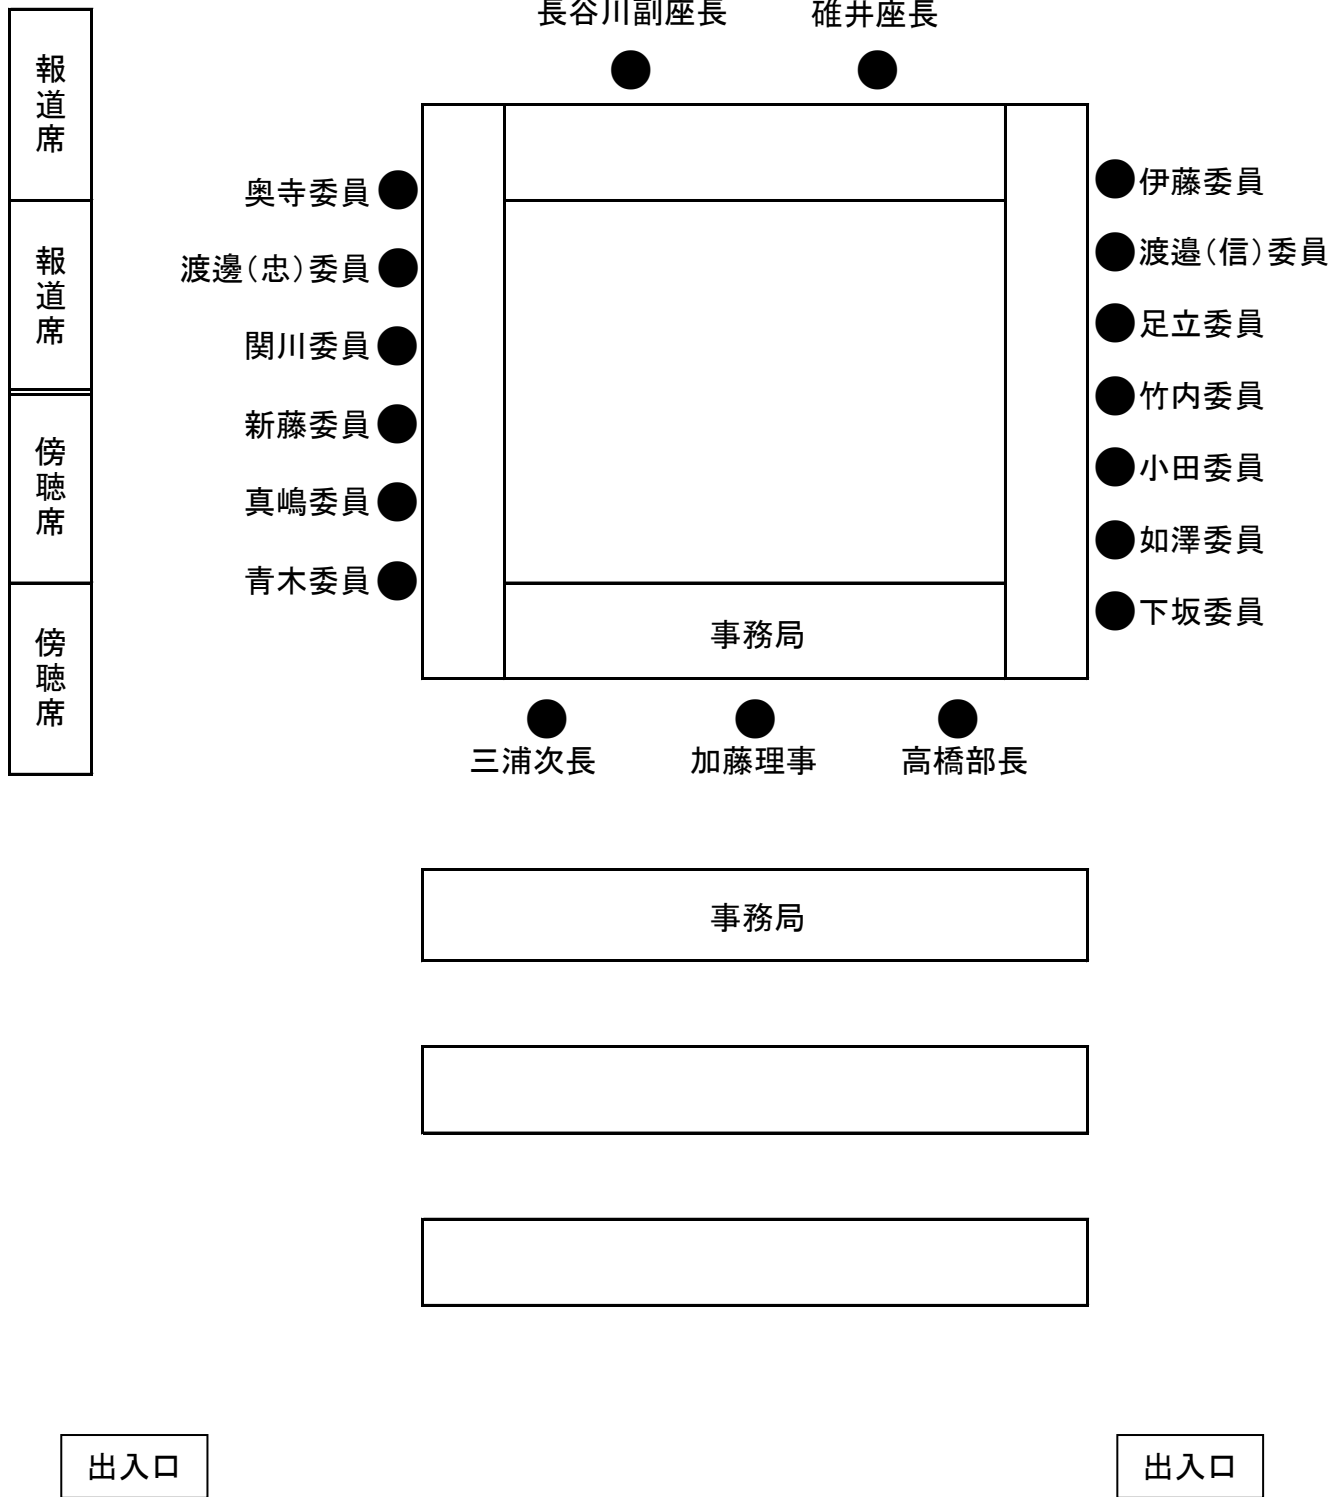 長谷川副座長
碓井座長
報道席
報道席
傍聴席
傍聴席
奥寺委員
渡邊（忠）委員
関川委員
新藤委員
真嶋委員
青木委員
伊藤委員
渡邉（信）委員
足立委員
竹内委員
小田委員
如澤委員
下坂委員
事務局
三浦次長
加藤理事
高橋部長
事務局
出入口
出入口